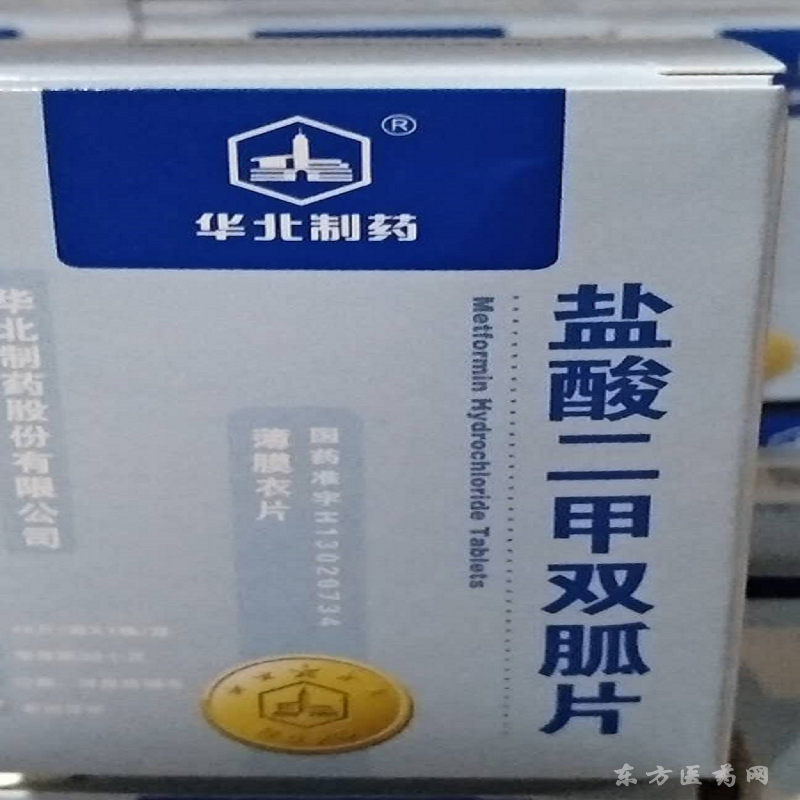 ®
华北制药
盐酸二甲双胍片
Metformin Hydrochloride Tablets
国药准字H13020734
薄膜衣片
华北制药股份有限公司
东方医药网